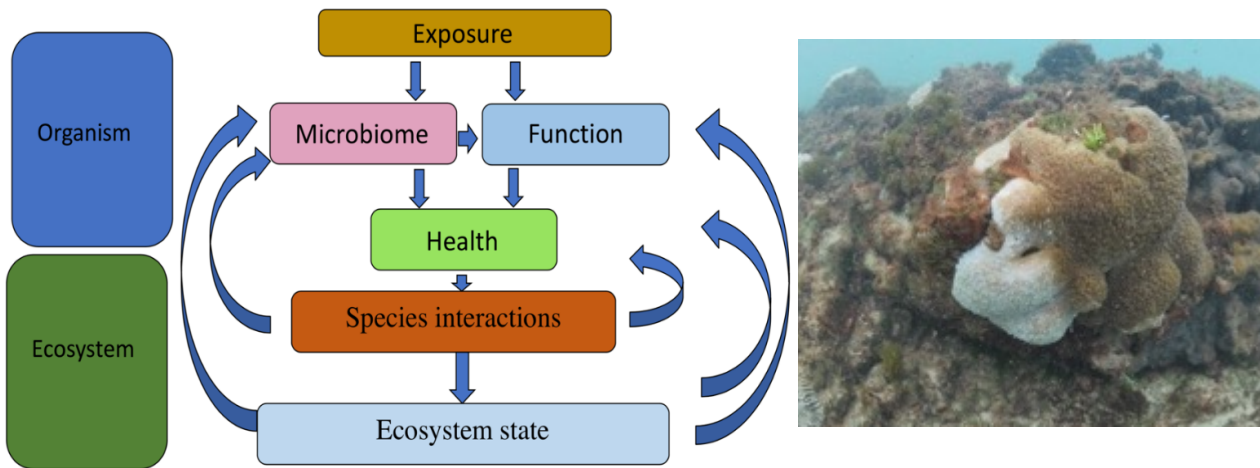 Exposure
Organism
Microbiome
Function
Health
Species interactions
Ecosystem
Ecosystem state